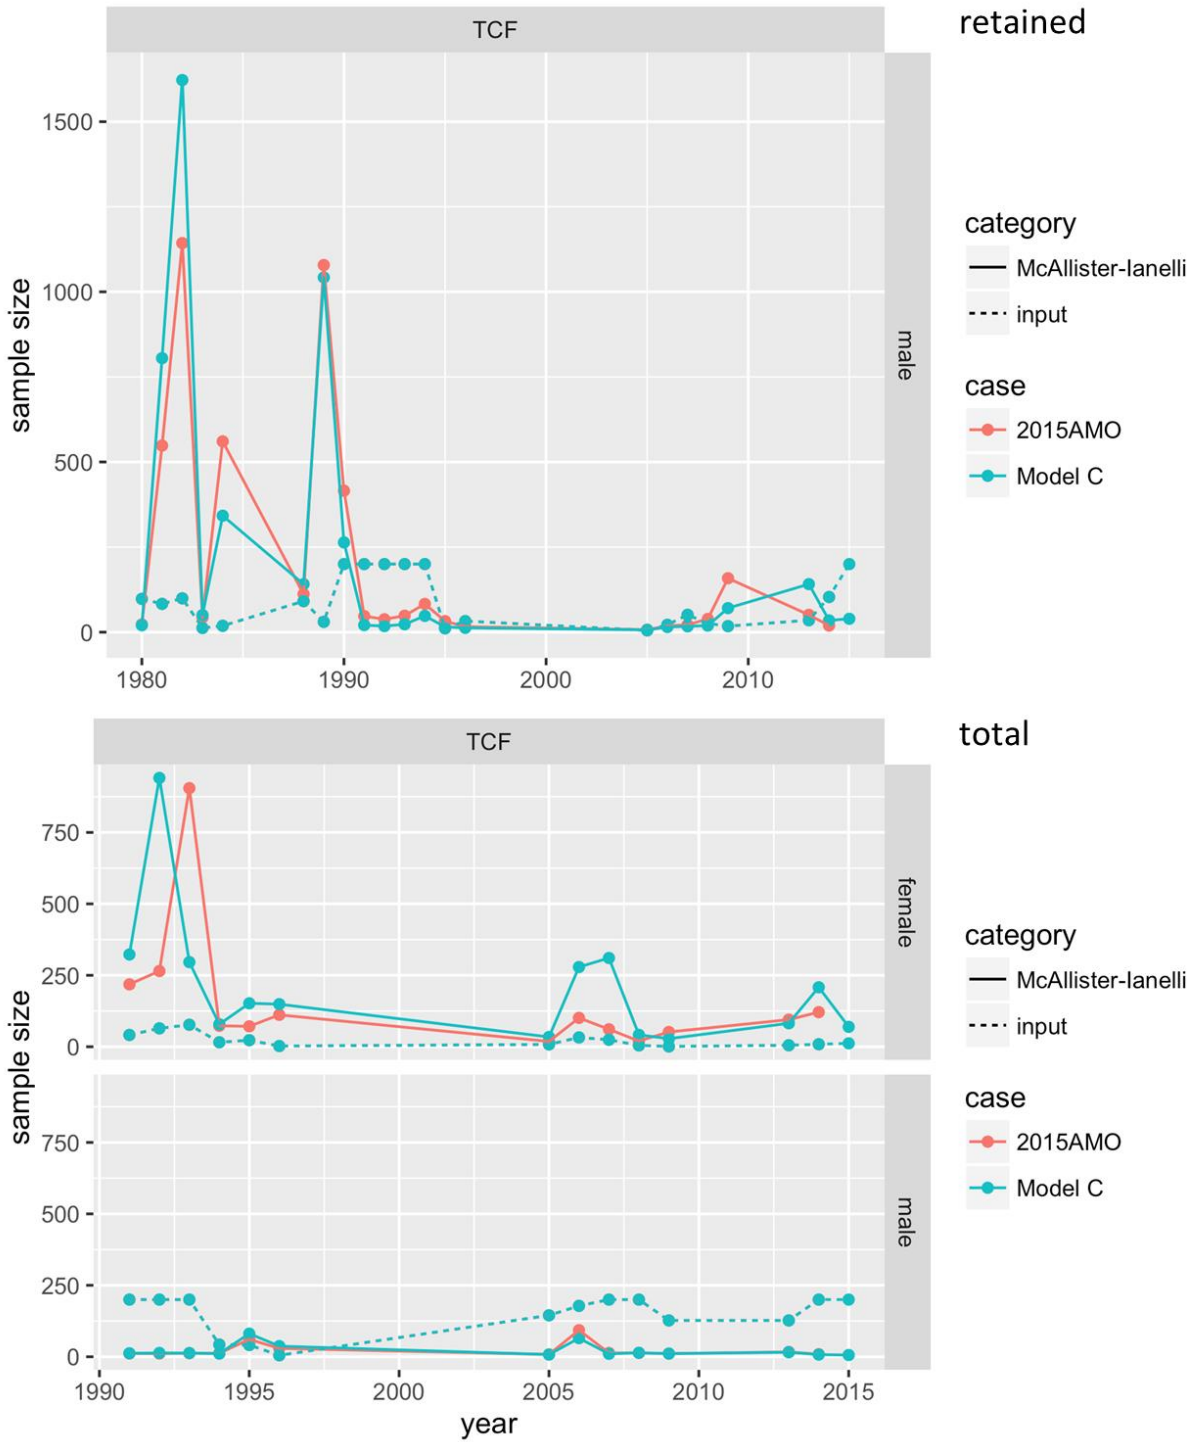 TCF
retained
1500
1000
500
0
sample size
male
1980
1990
2000
2010
category
McAllister-Ianelli
input
case
2015AMO
Model C
TCF
total
750
500
250
0
female
750
500
250
0
male
sample size
1990
1995
2000
2005
2010
2015
year
category
McAllister-Ianelli
input
case
2015AMO
Model C